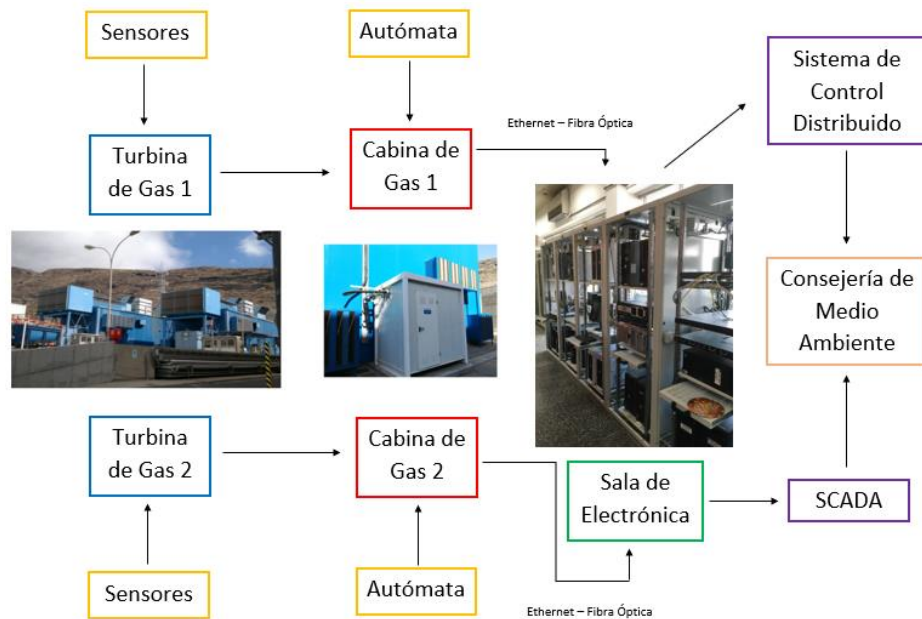 Sensores
Autómata
Sistema de
Control
Distribuido
Ethernet – Fibra Óptica
Turbina
de Gas 1
Cabina de
Gas 1
Consejería de
Medio
Ambiente
Turbina
de Gas 2
Cabina de
Gas 2
Sala de
Electrónica
SCADA
Sensores
Autómata
Ethernet – Fibra Óptica